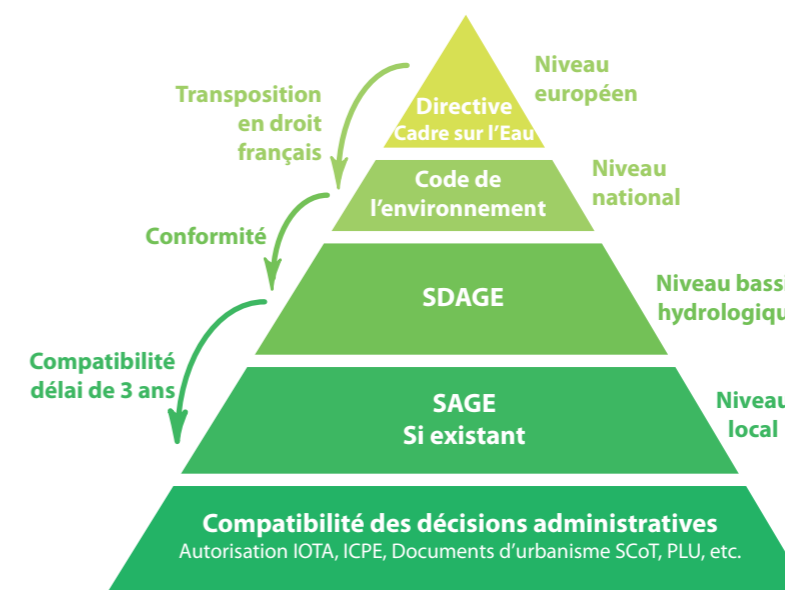 Niveau
européen
Transposition
en droit
français
Directive
Cadre sur l'Eau
Niveau
national
Code de
l'environnement
Conformité
SDAGE
Niveau bassi
hydrologiqu
Compatibilité
délai de 3 ans
SAGE
Si existant
Niveau
local
Compatibilité des décisions administratives
Autorisation IOTA, ICPE, Documents d'urbanisme SCoT, PLU, etc.